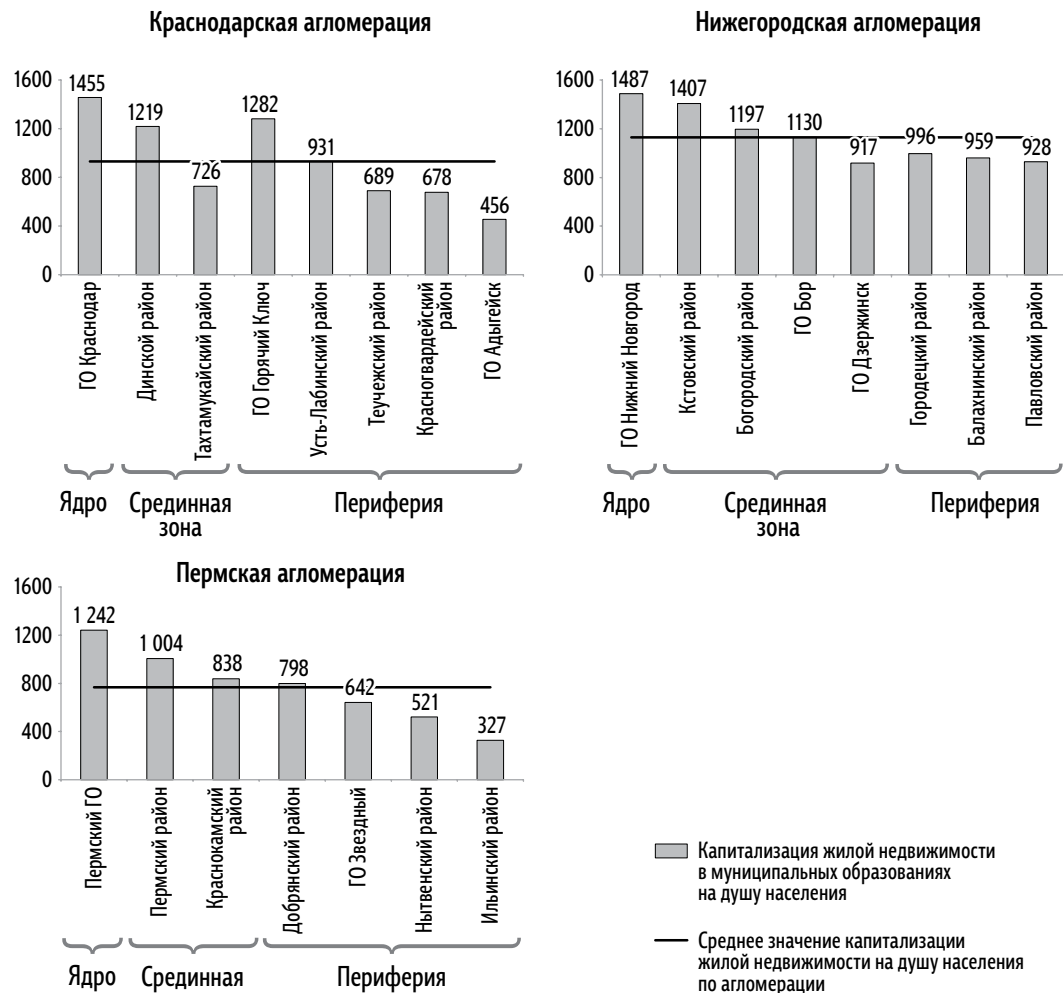 Краснодарская агломерация
1600
1200
800
400
0
1455
1219
726
1282
931
689
678
456
ГО Краснодар
Динской район
Тахтамукайский район
ГО Горячий Ключ
Усть-Лабинский район
Теучежский район
Красногвардейский
район
ГО Адыгейск
Ядро
Срединная
зона
Периферия
Нижегородская агломерация
1600
1200
800
400
0
1487
1407
1197
1130
917
996
959
928
ГО Нижний Новгород
Кстовский район
Богородский район
ГО Бор
ГО Дзержинск
Городецкий район
Балахнинский район
Павловский район
Ядро
Срединная
зона
Периферия
Пермская агломерация
1600
1200
800
400
0
1 242
1 004
838
798
642
521
327
Пермский ГО
Пермский район
Краснокамский
район
Добрянский район
ГО Звездный
Нытвенский район
Ильинский район
Ядро
Срединная
Периферия
Капитализация жилой недвижимости
в муниципальных образованиях
на душу населения
Среднее значение капитализации
жилой недвижимости на душу населения
по агломерации